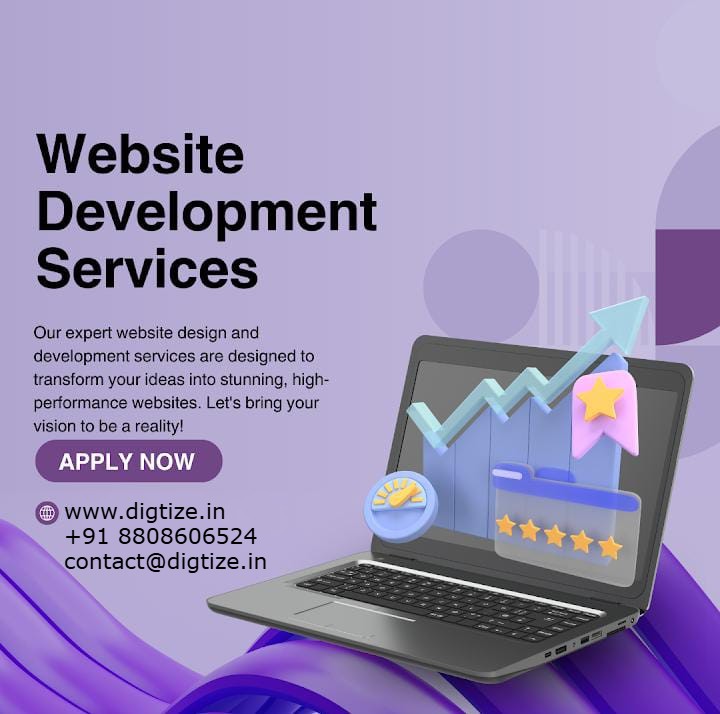 Website
Development
Services
Our expert website design and
development services are designed to
transform your ideas into stunning, high-
performance websites. Let's bring your
vision to be a reality!
APPLY NOW
www.digtize.in
+91 8808606524
contact@digtize.in